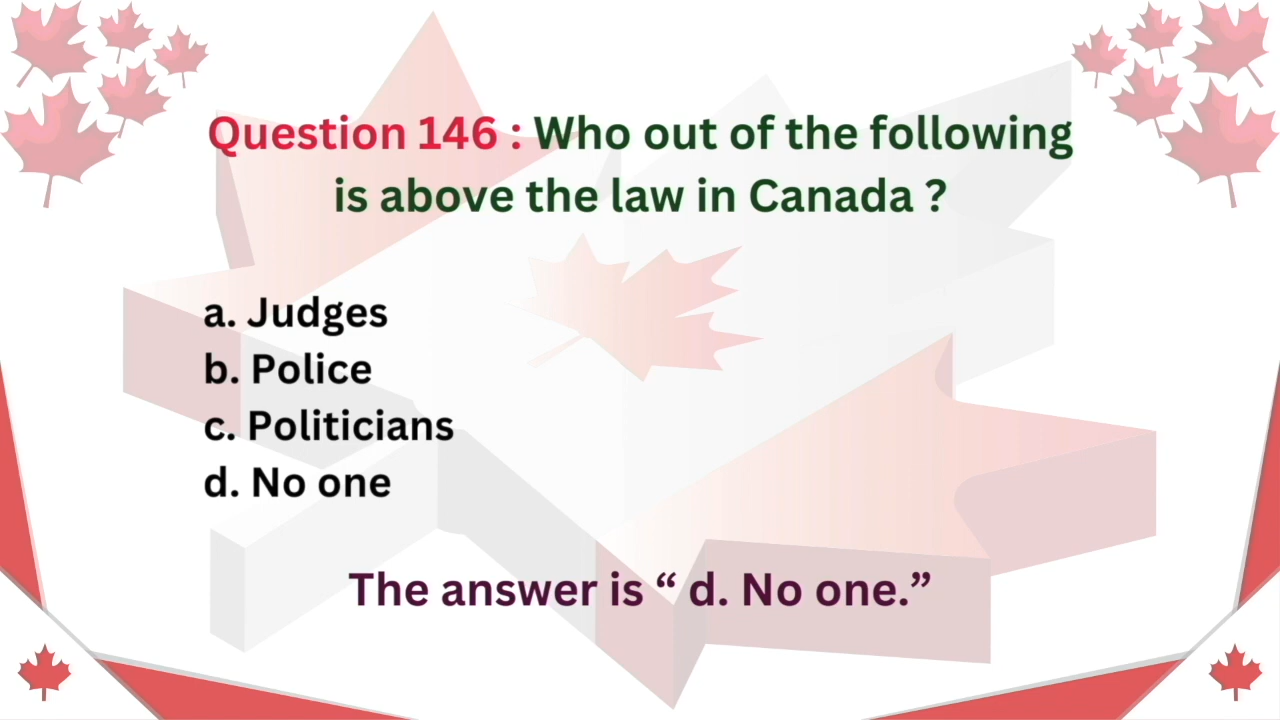 Question 146 : Who out of the following
is above the law in Canada ?
a. Judges
b. Police
c. Politicians
d. No one
The answer is “ d. No one.”